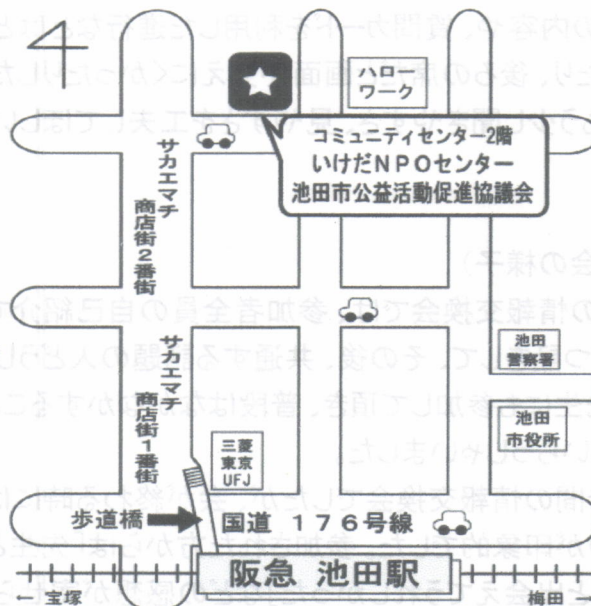 ハロー
ワーク
コミュニティセンター2階
いけだNPOセンター
池田市公益活動促進協議会
サカエマチ
商店街2番街
サカエマチ
商店街1番街
池田
警察署
池田
市役所
三菱
東京
UFJ
歩道橋
国道 176号線
阪急 池田駅
← 宝塚
梅田 →